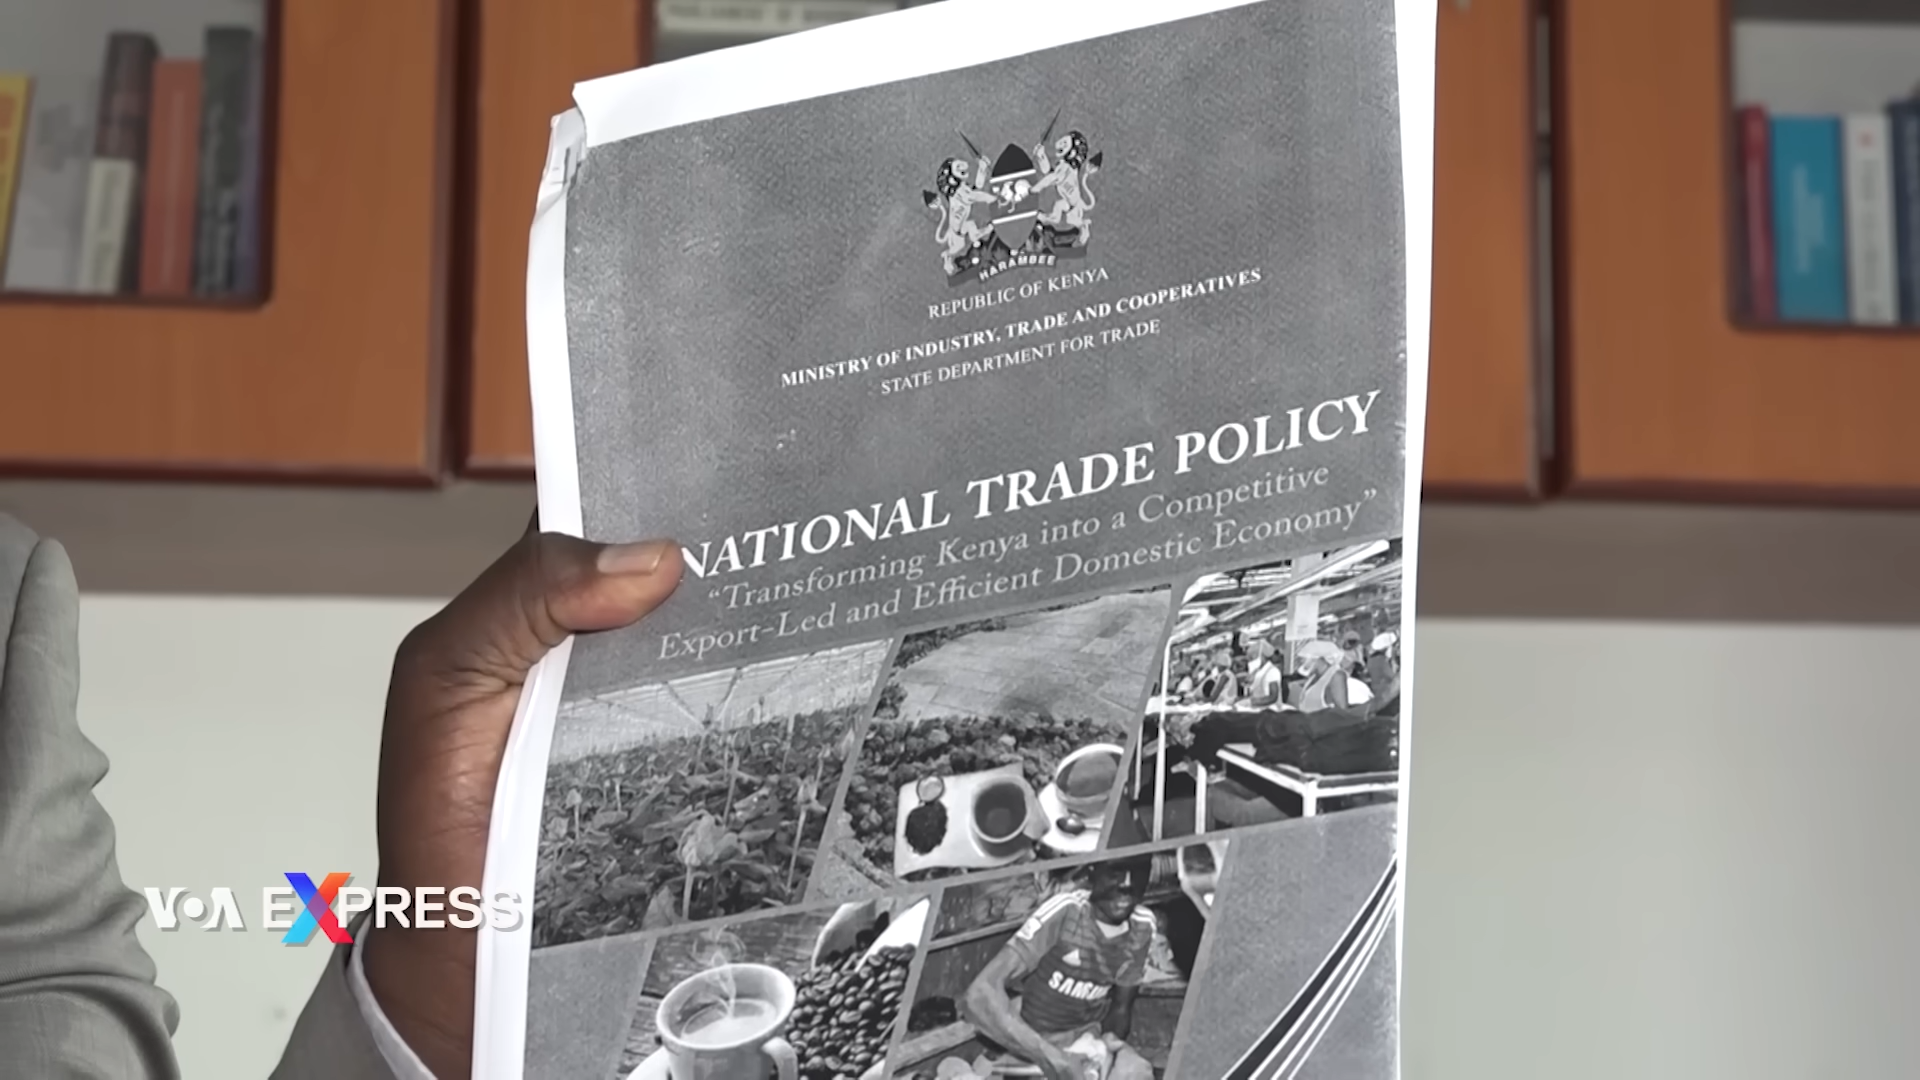 HARAMBEE
REPUBLIC OF KENYA
MINISTRY OF INDUSTRY, TRADE AND COOPERATIVES
STATE DEPARTMENT FOR TRADE
NATIONAL TRADE POLICY
“Transforming Kenya into a Competitive
Export-Led and Efficient Domestic Economy”
SAMSUNG
VOA EXPRESS